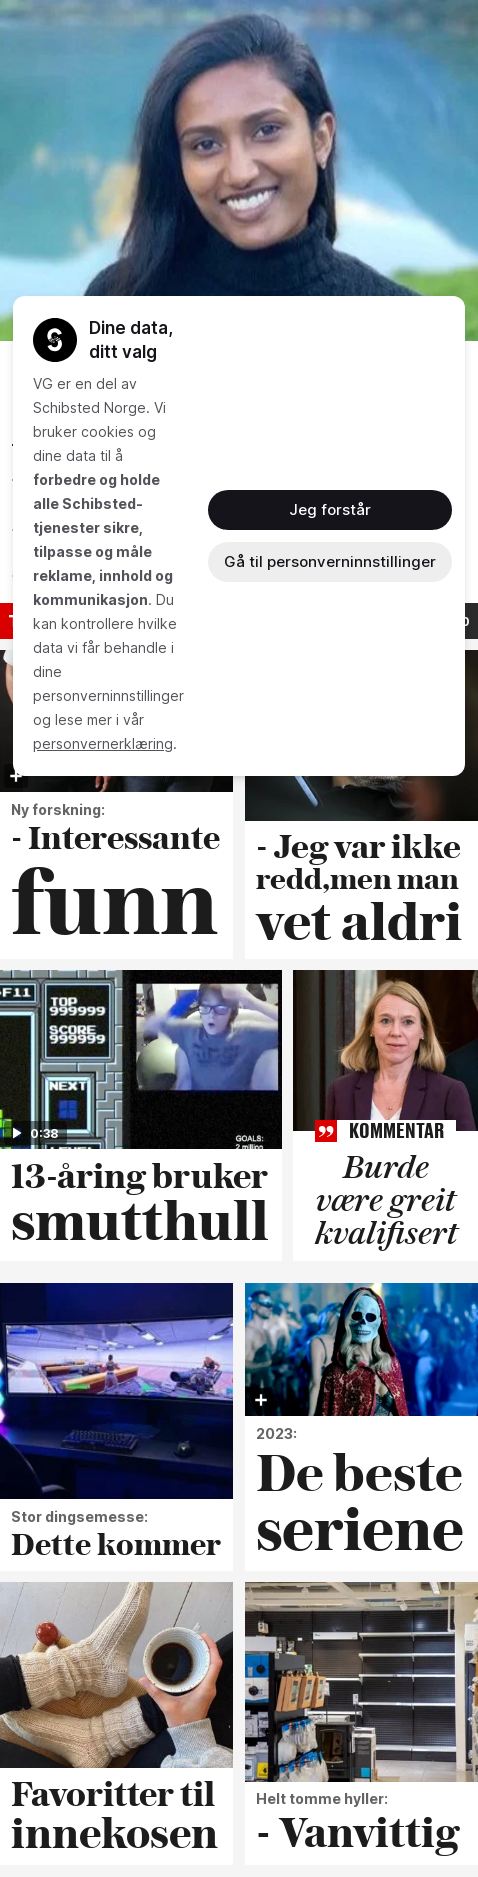 Dine data,
ditt valg
VG er en del av
Schibsted Norge. Vi
bruker cookies og
dine data til å
forbedre og holde
alle Schibsted-
tjenester sikre,
tilpasse og måle
reklame, innhold og
kommunikasjon. Du
kan kontrollere hvilke
data vi får behandle i
dine
personverninnstillinger
og lese mer i vår
personvernerklæring.
Jeg forstår
Gå til personverninnstillinger
Ny forskning:
- Interessante
funn
- Jeg var ikke
redd,men man
vet aldri
F11
TOP
999999
SCORE
999999
NEXT
0:38
GOALS:
2 million
13-åring bruker
smutthull
KOMMENTAR
Burde
være greit
kvalifisert
Stor dingsemesse:
Dette kommer
2023:
De beste
seriene
Favoritter til
innekosen
Helt tomme hyller:
- Vanvittig